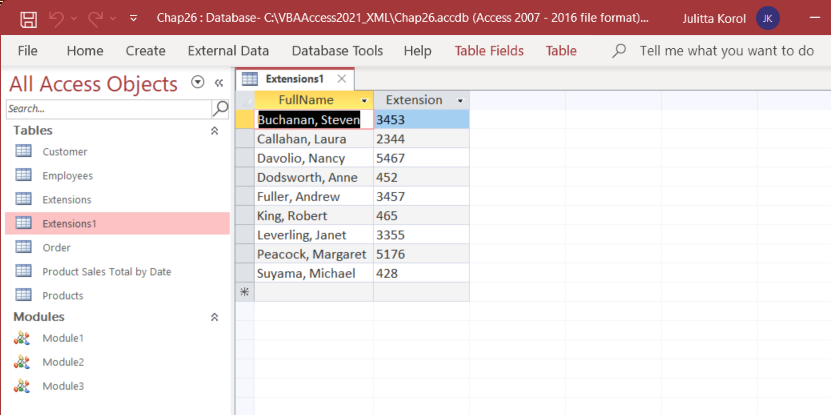 Chap26 : Database- C:\VBAAccess2021_XML\Chap26.accdb (Access 2007 - 2016 file format)... Julitta Korol JK
File Home Create External Data Database Tools Help Table Fields Table Tell me what you want to do
All Access Objects
Search...
Tables
Customer
Employees
Extensions
Extensions1
Order
Product Sales Total by Date
Products
Modules
Module1
Module2
Module3
Extensions1
FullName Extension
Buchanan, Steven 3453
Callahan, Laura 2344
Davolio, Nancy 5467
Dodsworth, Anne 452
Fuller, Andrew 3457
King, Robert 465
Leverling, Janet 3355
Peacock, Margaret 5176
Suyama, Michael 428